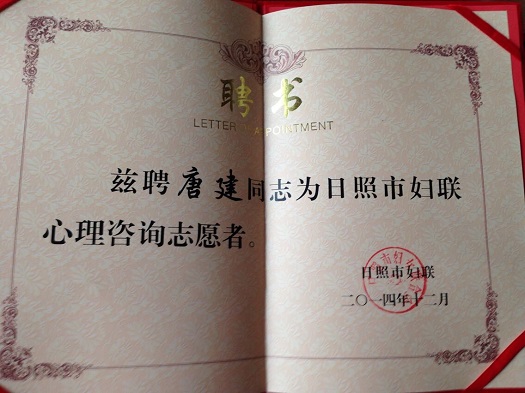 聘书
LETTER OF APPOINTMENT
兹聘唐建同志为日照市妇联
心理咨询志愿者。
日照市妇联
二〇一四年十二月